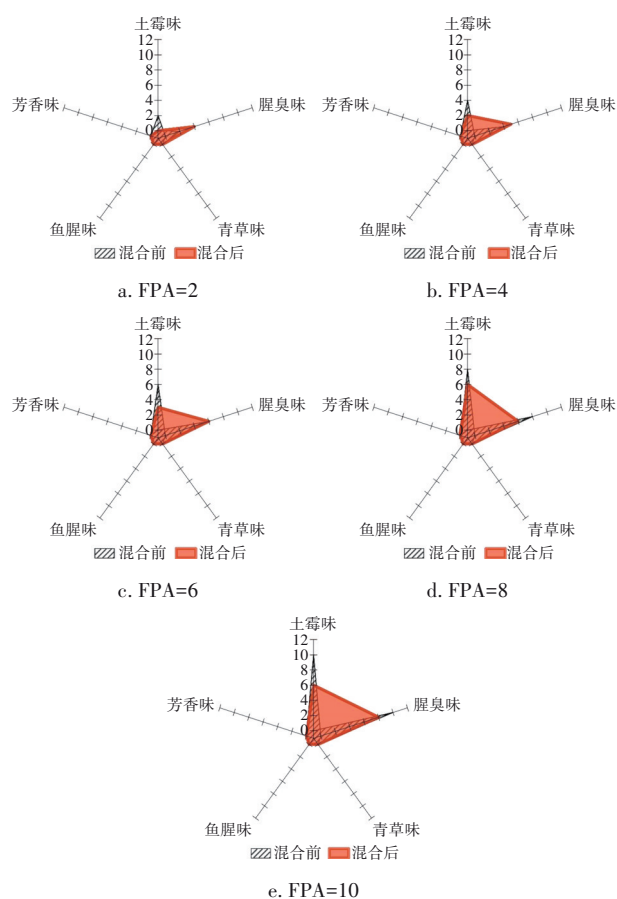 土霉味
12
10
8
6
4
2
0
芳香味
腥臭味
鱼腥味
青草味
混合前 混合后
a. FPA=2
土霉味
12
10
8
6
4
2
0
芳香味
腥臭味
鱼腥味
青草味
混合前 混合后
b. FPA=4
土霉味
12
10
8
6
4
2
0
芳香味
腥臭味
鱼腥味
青草味
混合前 混合后
c. FPA=6
土霉味
12
10
8
6
4
2
0
芳香味
腥臭味
鱼腥味
青草味
混合前 混合后
d. FPA=8
土霉味
12
10
8
6
4
2
0
芳香味
腥臭味
鱼腥味
青草味
混合前 混合后
e. FPA=10